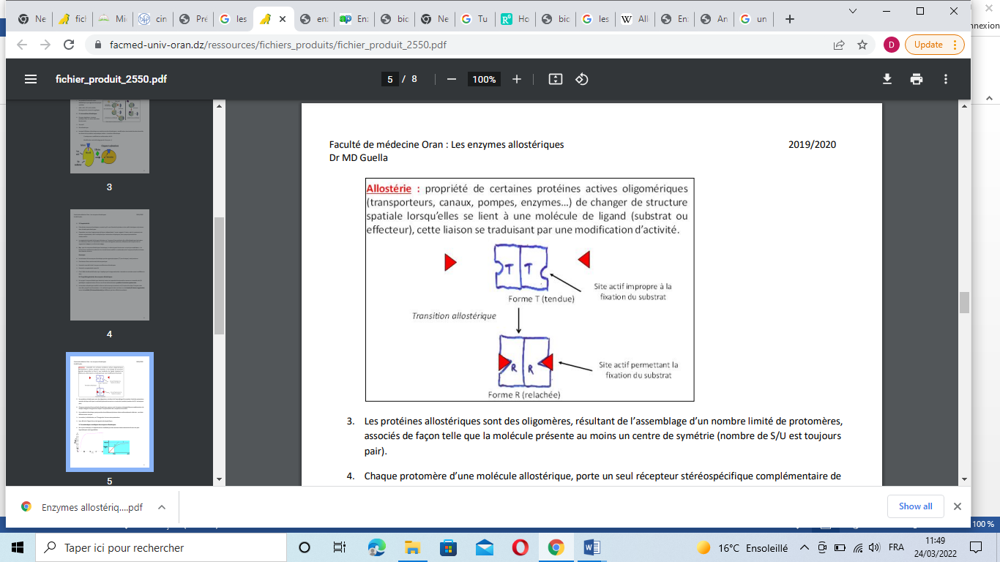 Ne
fich
Mic
cin
Pré
les
enz
Enz
bio
Ne
Tu
Ho
bio
les
All
En
An
un
facmed-univ-oran.dz/ressources/fichiers_produits/fichier_produit_2550.pdf
D
Update
nnexion
fichier_produit_2550.pdf
5 / 8
100%
3
4
5
Faculté de médecine Oran : Les enzymes allostériques 2019/2020
Dr MD Guella
Allostérie : propriété de certaines protéines actives oligomériques
(transporteurs, canaux, pompes, enzymes...) de changer de structure
spatiale lorsqu'elles se lient à une molécule de ligand (substrat ou
effecteur), cette liaison se traduisant par une modification d'activité.
T T
Site actif impropre à la
fixation du substrat
Forme T (tendue)
Transition allostérique
R R
Site actif permettant la
fixation du substrat
Forme R (relachée)
3. Les protéines allostériques sont des oligomères, résultant de l'assemblage d'un nombre limité de protomères,
associés de façon telle que la molécule présente au moins un centre de symétrie (nombre de S/U est toujours
pair).
4. Chaque protomère d'une molécule allostérique, porte un seul récepteur stéréospécifique complémentaire de
Enzymes allostériq....pdf
Show all
100 %
Taper ici pour rechercher
16°C Ensoleillé
FRA
11:49
24/03/2022